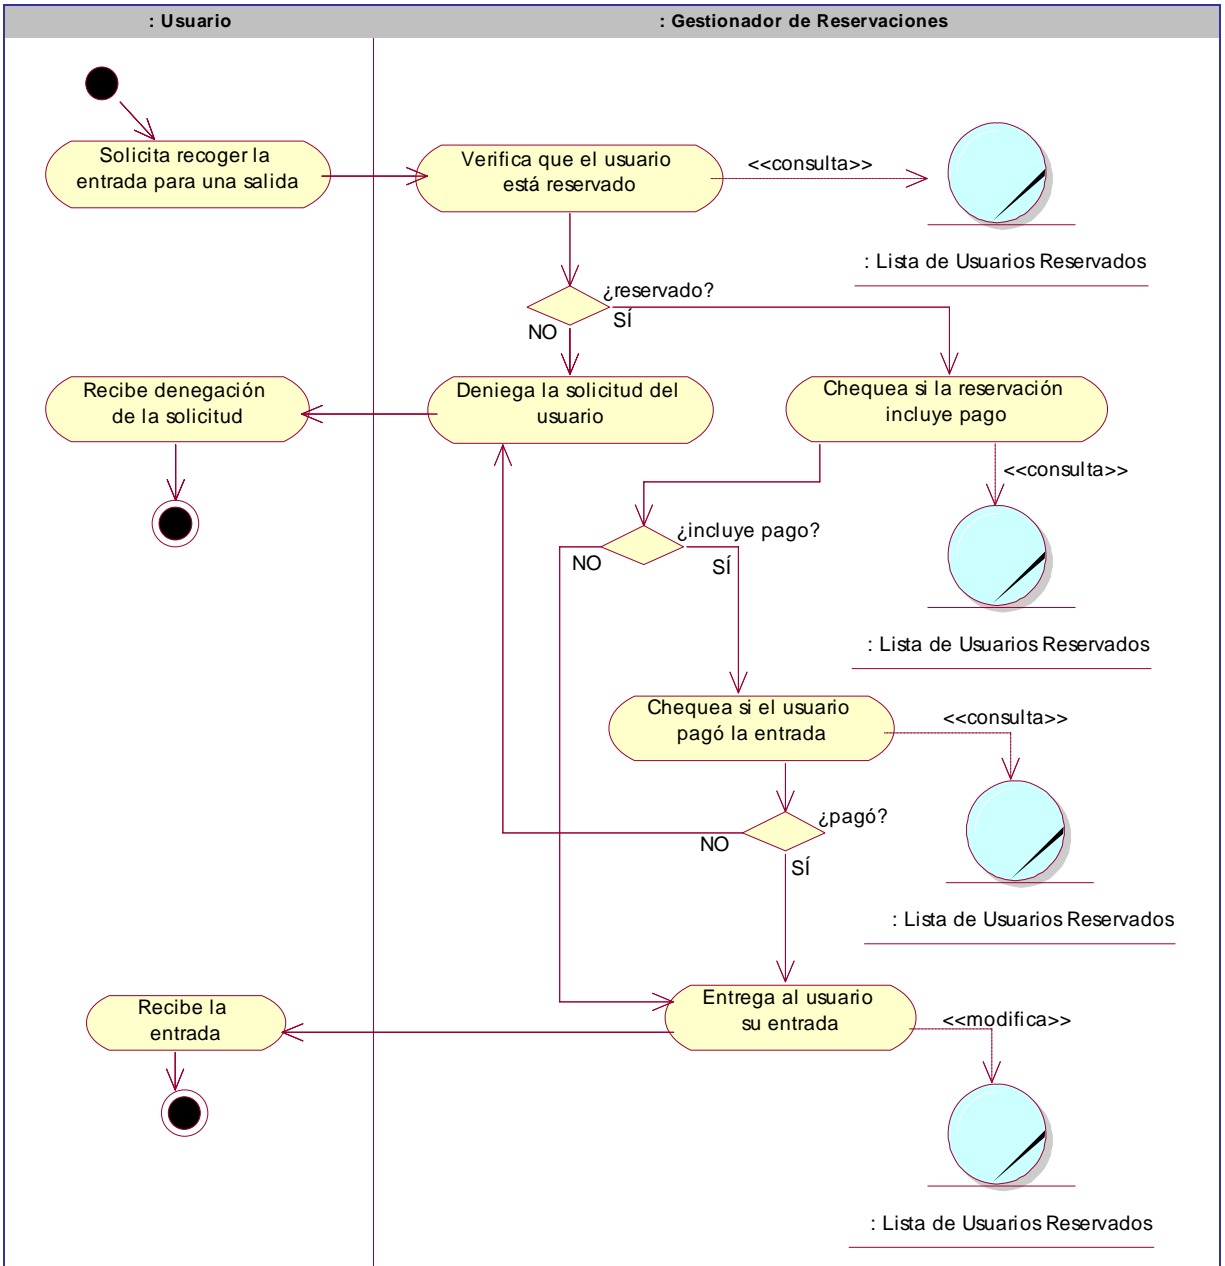 : Usuario
: Gestionador de Reservaciones
Solicita recoger la
entrada para una salida
Verifica que el usuario
está reservado
<<consulta>>
: Lista de Usuarios Reservados
¿reservado?
NO
SÍ
Recibe denegación
de la solicitud
Deniega la solicitud del
usuario
Chequea si la reservación
incluye pago
<<consulta>>
¿incluye pago?
NO
SÍ
: Lista de Usuarios Reservados
Chequea si el usuario
pagó la entrada
<<consulta>>
¿pagó?
NO
SÍ
: Lista de Usuarios Reservados
Recibe la
entrada
Entrega al usuario
su entrada
<<modifica>>
: Lista de Usuarios Reservados